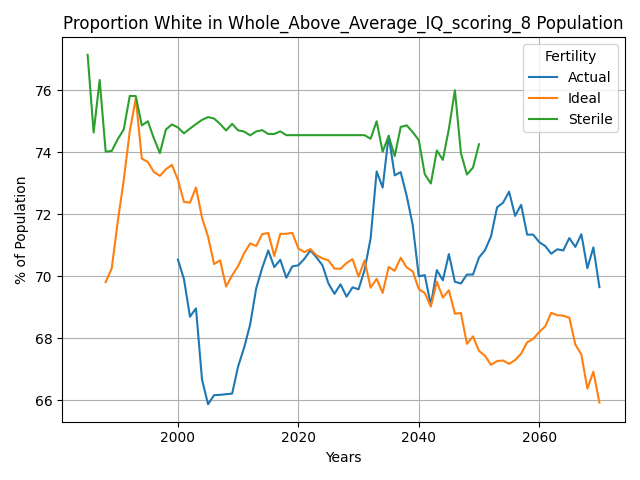 Proportion White in Whole_Above_Average_IQ_scoring_8 Population
% of Population
76
74
72
70
68
66
Fertility
Actual
Ideal
Sterile
2000
2020
2040
2060
Years